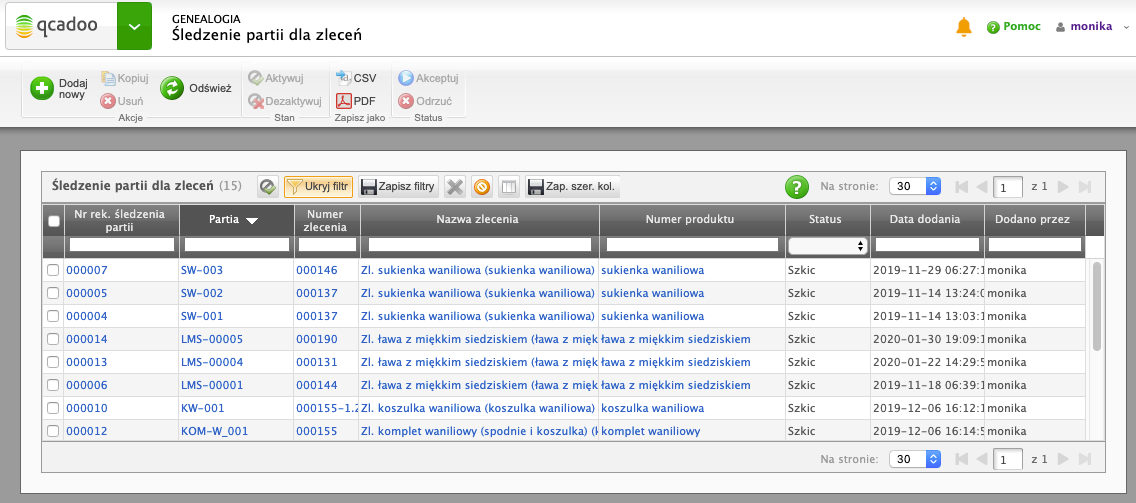 qcadoo
GENEALOGIA
Śledzenie partii dla zleceń
Pomoc
monika
Dodaj nowy
Kopiuj
Usuń
Odśwież
Akcje
Aktywuj
Dezaktywuj
Stan
CSV
PDF
Zapisz jako
Akceptuj
Odrzuć
Status
Śledzenie partii dla zleceń (15)
Ukryj filtr
Zapisz filtry
Zap. szer. kol.
?
Na stronie: 30
1 z 1
Nr rek. śledzenia partii Partia Numer zlecenia Nazwa zlecenia Numer produktu Status Data dodania Dodano przez
000007 SW-003 000146 Zl. sukienka waniliowa (sukienka waniliowa) sukienka waniliowa Szkic 2019-11-29 06:27:1 monika
000005 SW-002 000137 Zl. sukienka waniliowa (sukienka waniliowa) sukienka waniliowa Szkic 2019-11-14 13:24:0 monika
000004 SW-001 000137 Zl. sukienka waniliowa (sukienka waniliowa) sukienka waniliowa Szkic 2019-11-14 13:03:1 monika
000014 LMS-00005 000190 Zl. ława z miękkim siedziskiem (ława z mięk ława z miękkim siedziskiem Szkic 2020-01-30 19:09:1 monika
000013 LMS-00004 000131 Zl. ława z miękkim siedziskiem (ława z mięk ława z miękkim siedziskiem Szkic 2020-01-22 14:29:5 monika
000006 LMS-00001 000144 Zl. ława z miękkim siedziskiem (ława z mięk ława z miękkim siedziskiem Szkic 2019-11-18 06:39:1 monika
000010 KW-001 000155-1.2 Zl. koszulka waniliowa (koszulka waniliowa) koszulka waniliowa Szkic 2019-12-06 16:12:1 monika
000012 KOM-W_001 000155 Zl. komplet waniliowy (spodnie i koszulka) (k komplet waniliowy Szkic 2019-12-06 16:14:5 monika
Na stronie: 30
1 z 1